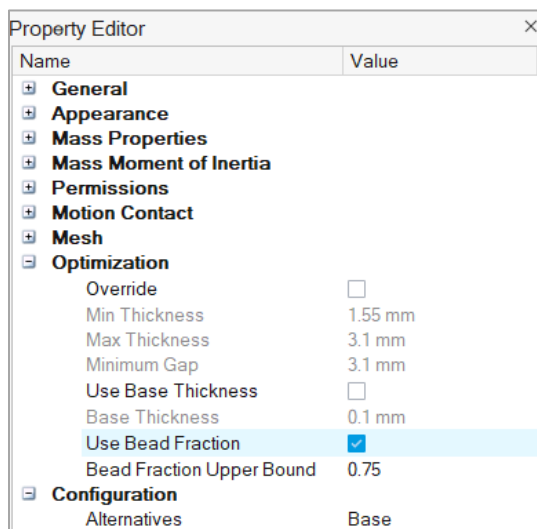 Property Editor
Name Value
General
Appearance
Mass Properties
Mass Moment of Inertia
Permissions
Motion Contact
Mesh
Optimization
Override
Min Thickness 1.55 mm
Max Thickness 3.1 mm
Minimum Gap 3.1 mm
Use Base Thickness
Base Thickness 0.1 mm
Use Bead Fraction
Bead Fraction Upper Bound 0.75
Configuration
Alternatives Base